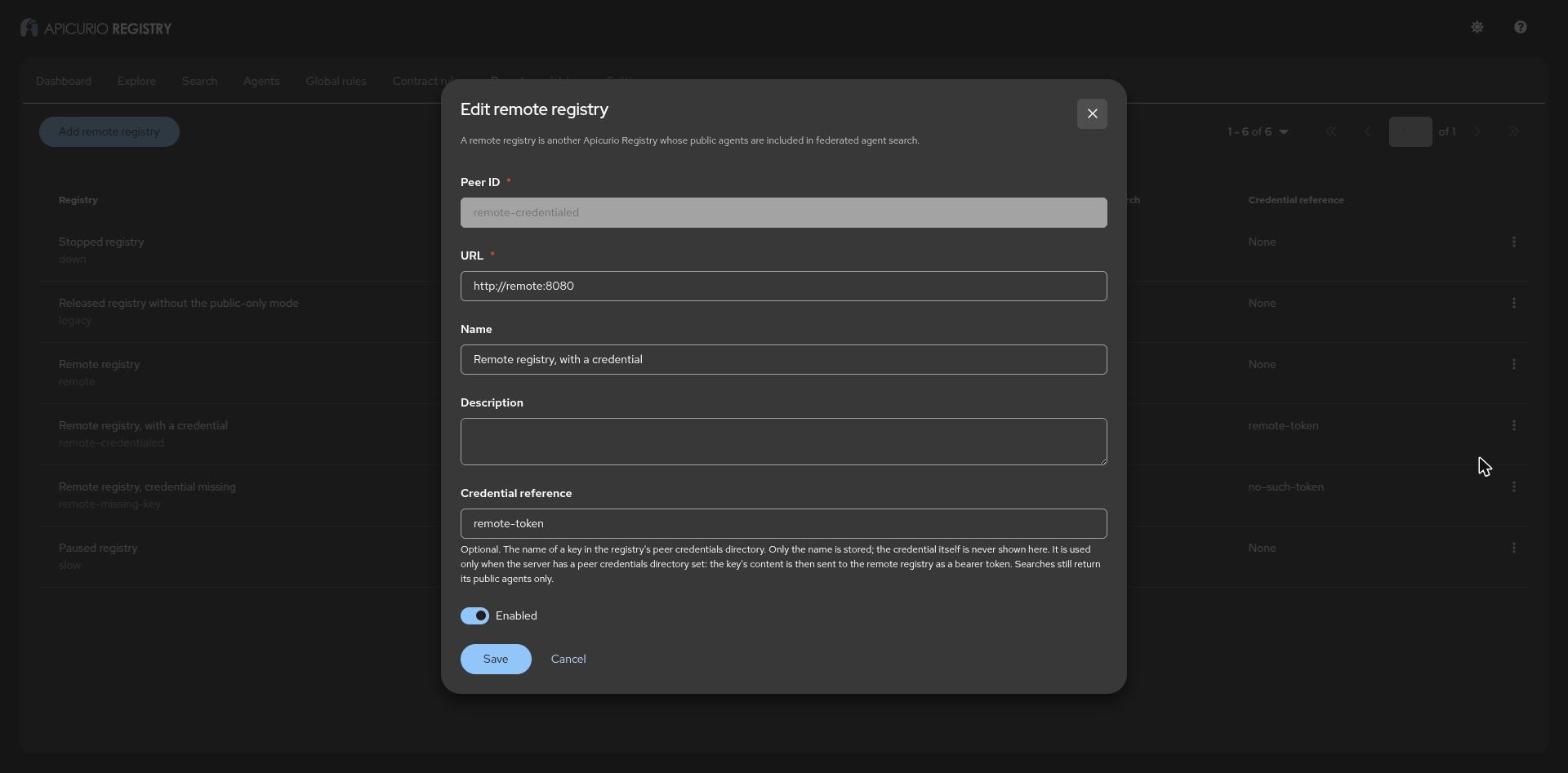 APICURIO REGISTRY
Dashboard Explore Search Agents Global rules Contract
Add remote registry
1 - 6 of 6
of 1
Registry
Credential reference
Stopped registry
down
None
Released registry without the public-only mode
legacy
None
Remote registry
remote
None
Remote registry, with a credential
remote-credentialed
remote-token
Remote registry, credential missing
remote-missing-key
no-such-token
Paused registry
slow
None
Edit remote registry
A remote registry is another Apicurio Registry whose public agents are included in federated agent search.
Peer ID *
remote-credentialed
URL *
http://remote:8080
Name
Remote registry, with a credential
Description
Credential reference
remote-token
Optional. The name of a key in the registry's peer credentials directory. Only the name is stored; the credential itself is never shown here. It is used
only when the server has a peer credentials directory set: the key's content is then sent to the remote registry as a bearer token. Searches still return
its public agents only.
Enabled
Save Cancel